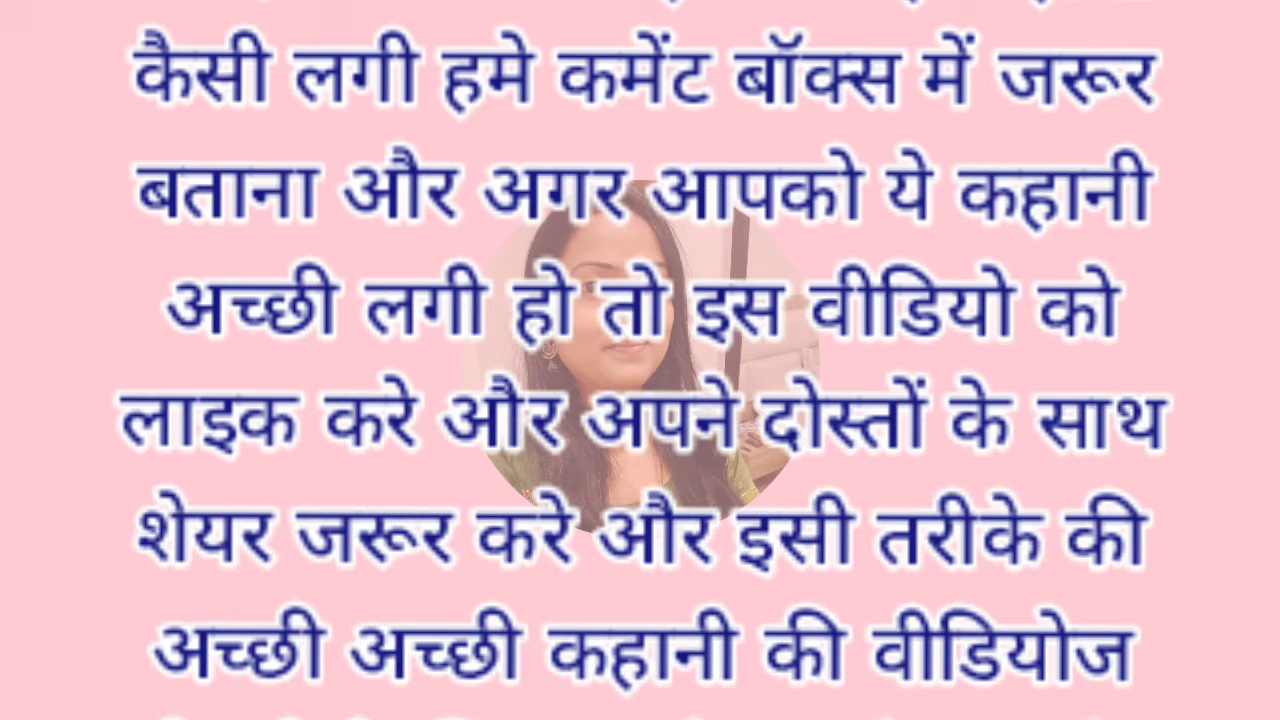 कैसी लगी हमे कमेंट बॉक्स में जरूर
बताना और अगर आपको ये कहानी
अच्छी लगी हो तो इस वीडियो को
लाइक करे और अपने दोस्तों के साथ
शेयर जरूर करे और इसी तरीके की
अच्छी अच्छी कहानी की वीडियोज